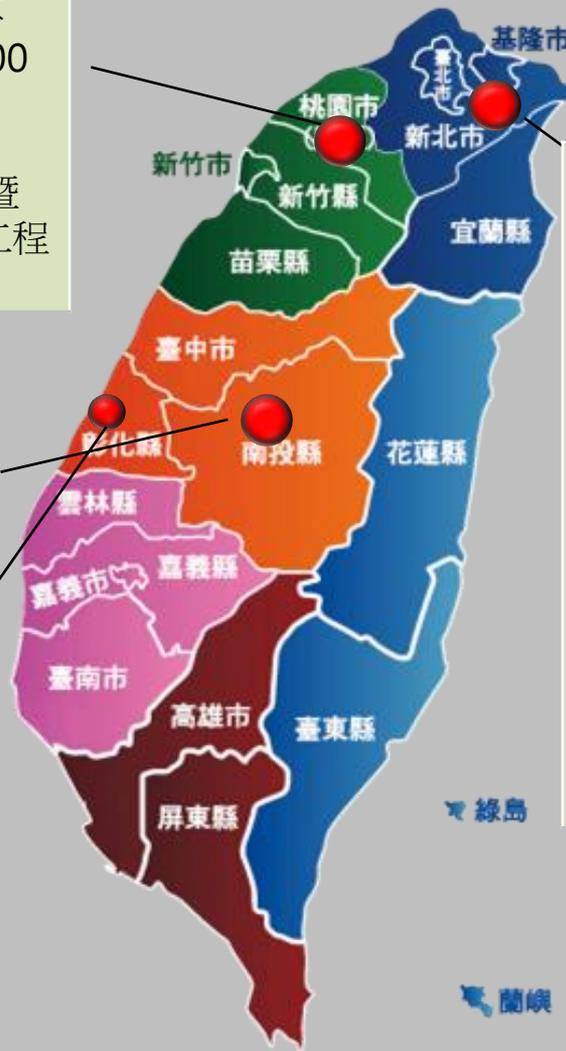 00
暨
工程
基隆市
臺北市
桃園市
新北市
新竹市
新竹縣
宜蘭縣
苗栗縣
臺中市
彰化縣
南投縣
花蓮縣
雲林縣
嘉義縣
嘉義市
臺南市
高雄市
臺東縣
屏東縣
綠島
蘭嶼